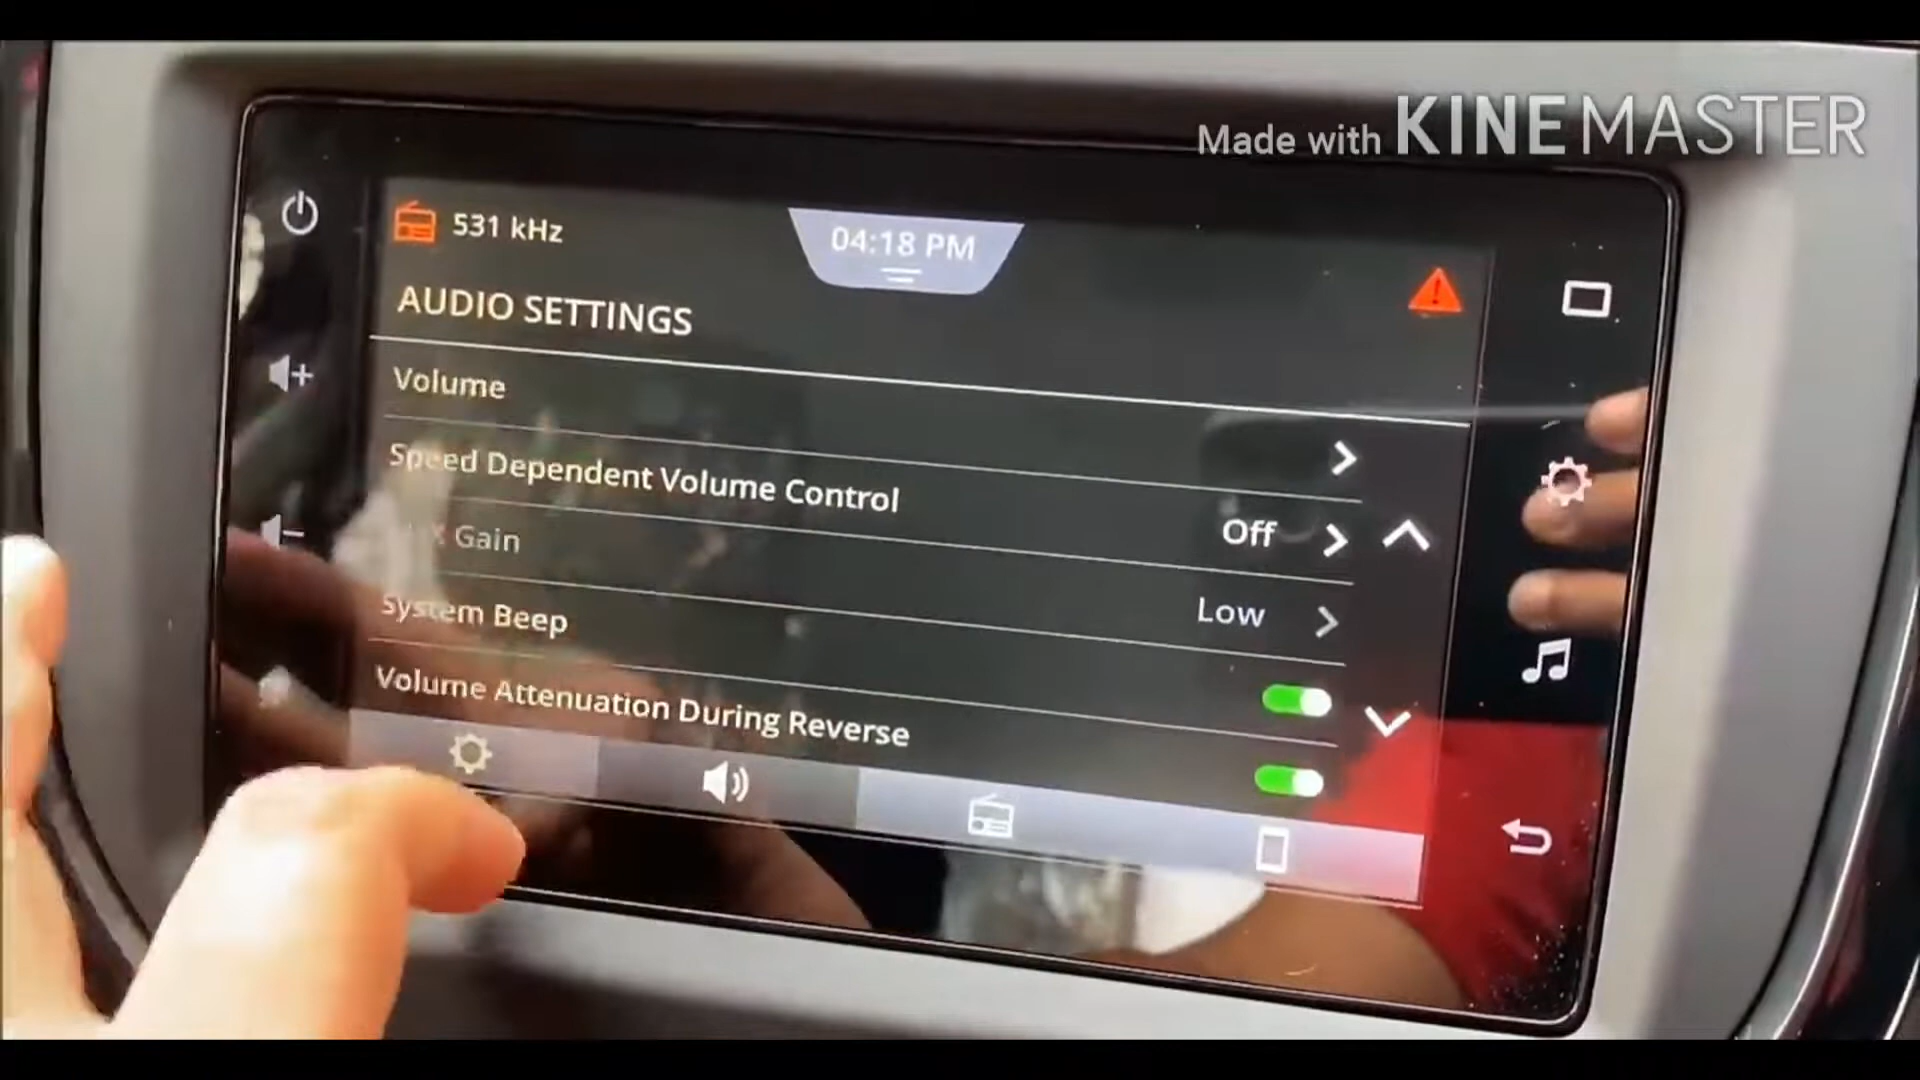 Made with KINEMASTER
531 kHz
04:18 PM
AUDIO SETTINGS
Volume
Speed Dependent Volume Control
Off
Gain
Low
System Beep
Volume Attenuation During Reverse